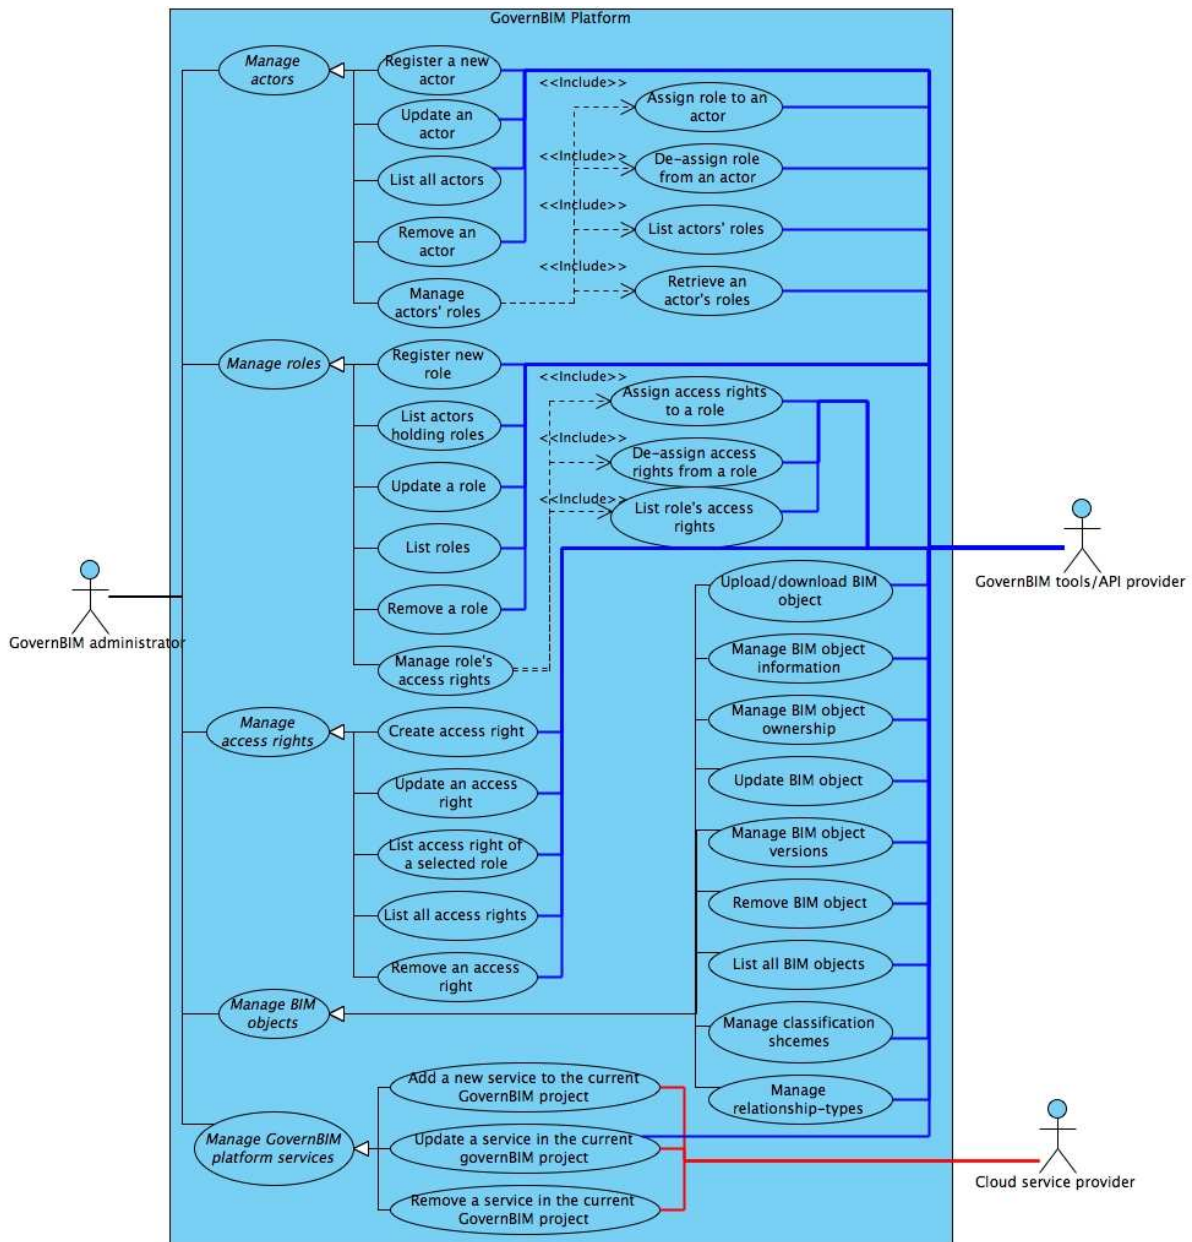 GovernBIM Platform
Manage
actors
Register a new
actor
Update an
actor
List all actors
Remove an
actor
Manage
actors' roles
<<Include>>
Assign role to an
actor
<<Include>>
De-assign role
from an actor
<<Include>>
List actors' roles
<<Include>>
Retrieve an
actor's roles
Manage roles
Register new
role
List actors
holding roles
Update a role
List roles
Remove a role
Manage role's
access rights
<<Include>>
Assign access rights
to a role
<<Include>>
De-assign access
rights from a role
<<Include>>
List role's access
rights
GovernBIM administrator
GovernBIM tools/API provider
Manage
access rights
Create access right
Update an access
right
List access right of
a selected role
List all access rights
Remove an access
right
Manage BIM
objects
Upload/download BIM
object
Manage BIM object
information
Manage BIM object
ownership
Update BIM object
Manage BIM object
versions
Remove BIM object
List all BIM objects
Manage classification
shcemes
Manage
relationship-types
Manage GovernBIM
platform services
Add a new service to the current
GovernBIM project
Update a service in the current
governBIM project
Remove a service in the current
GovernBIM project
Cloud service provider